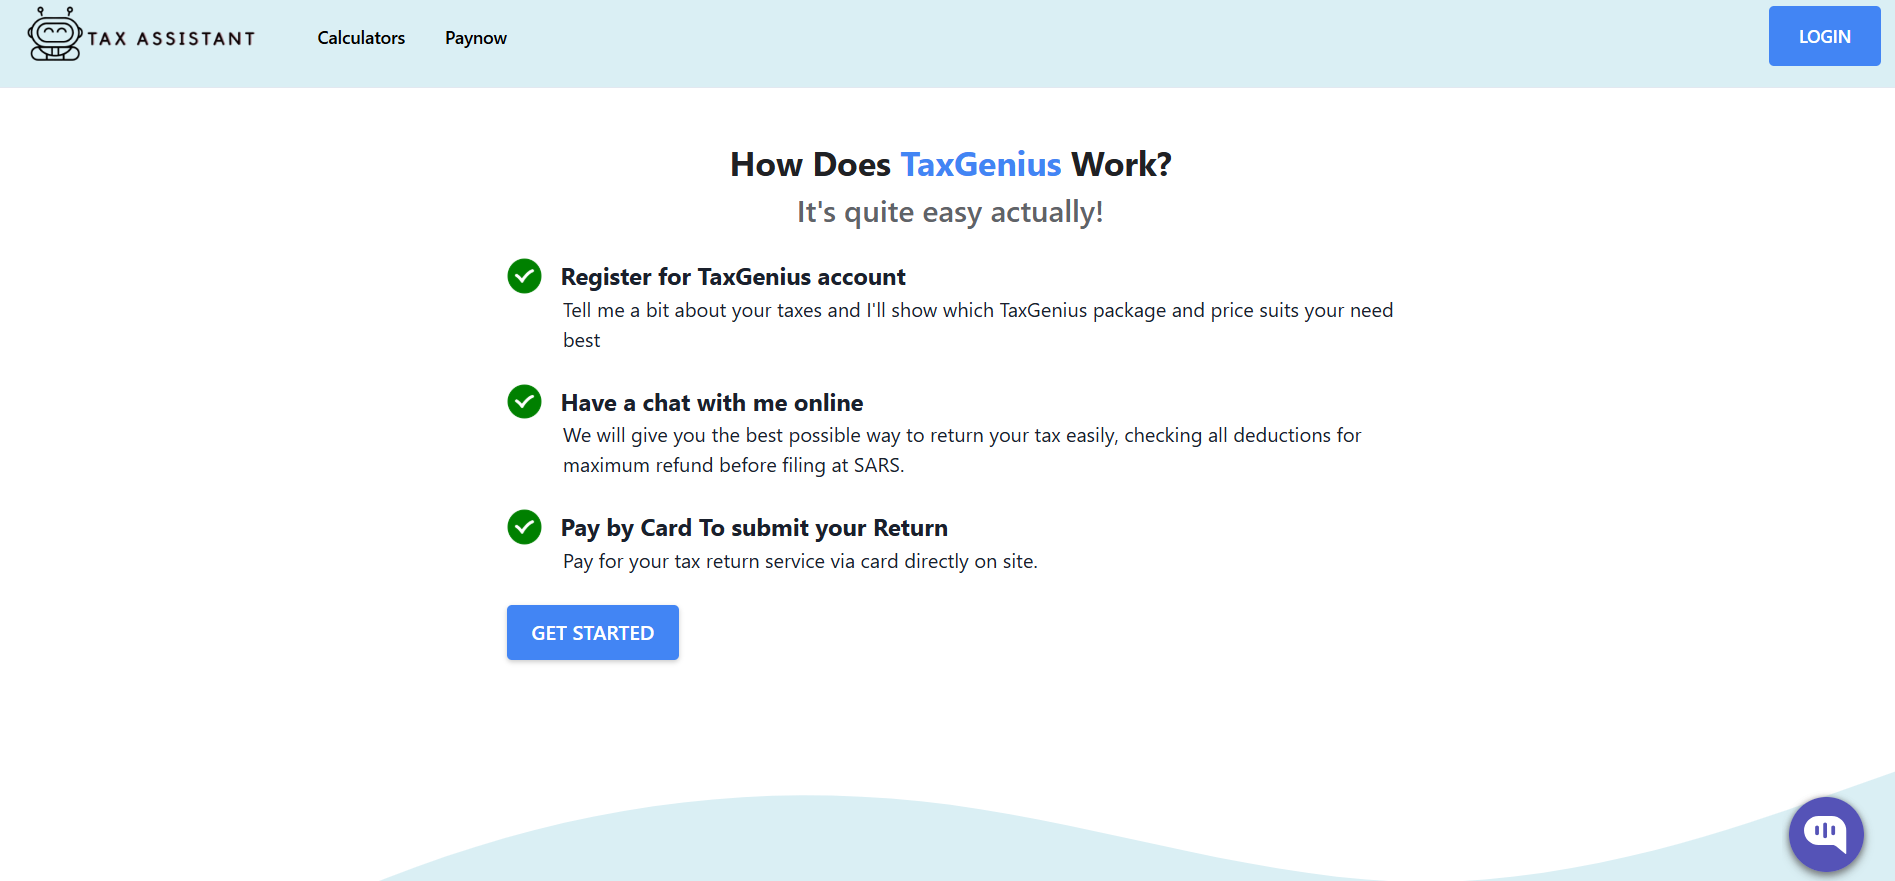 TAX ASSISTANT
Calculators
Paynow
LOGIN
How Does TaxGenius Work?
It's quite easy actually!
Register for TaxGenius account
Tell me a bit about your taxes and I'll show which TaxGenius package and price suits your need
best
Have a chat with me online
We will give you the best possible way to return your tax easily, checking all deductions for
maximum refund before filing at SARS.
Pay by Card To submit your Return
Pay for your tax return service via card directly on site.
GET STARTED